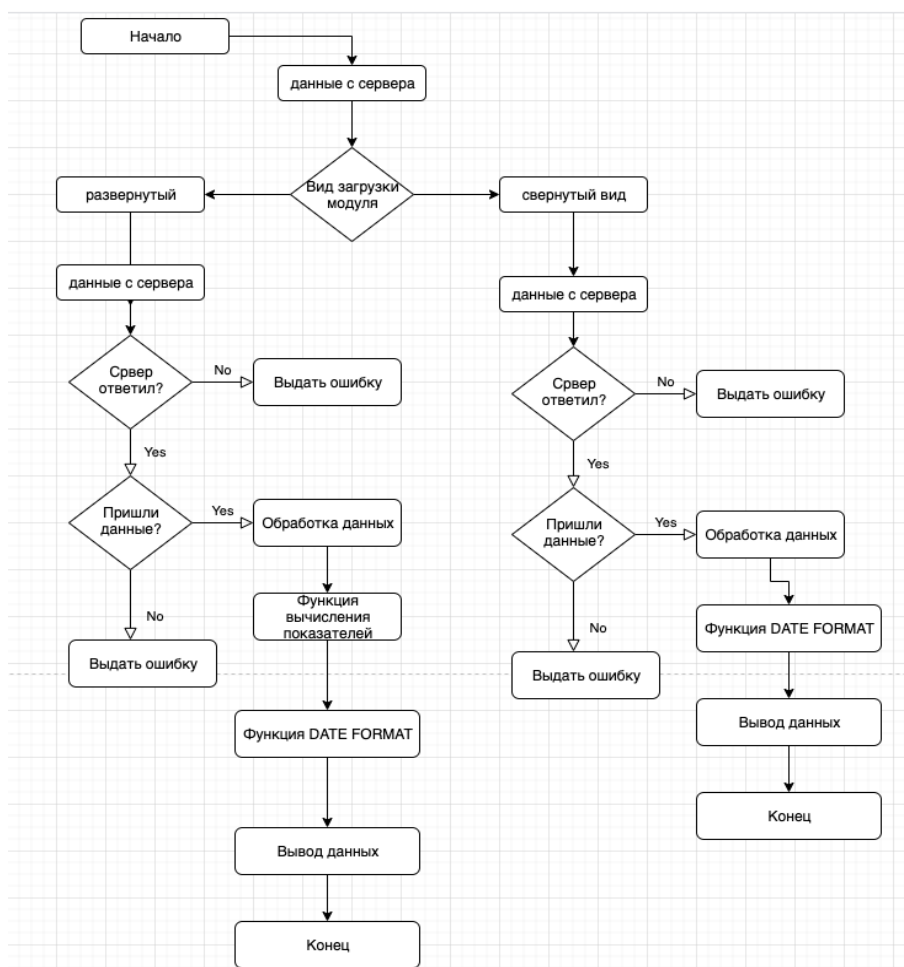 Начало
данные с сервера
Вид загрузки
модуля
развернутый
свернутый вид
данные с сервера
данные с сервера
Срвер
ответил?
No
Выдать ошибку
Срвер
ответил?
No
Выдать ошибку
Yes
Yes
Пришли
данные?
Yes
Обработка данных
Пришли
данные?
Yes
Обработка данных
Функция
вычисления
показателей
No
Выдать ошибку
No
Выдать ошибку
Функция DATE FORMAT
Функция DATE FORMAT
Вывод данных
Вывод данных
Конец
Конец